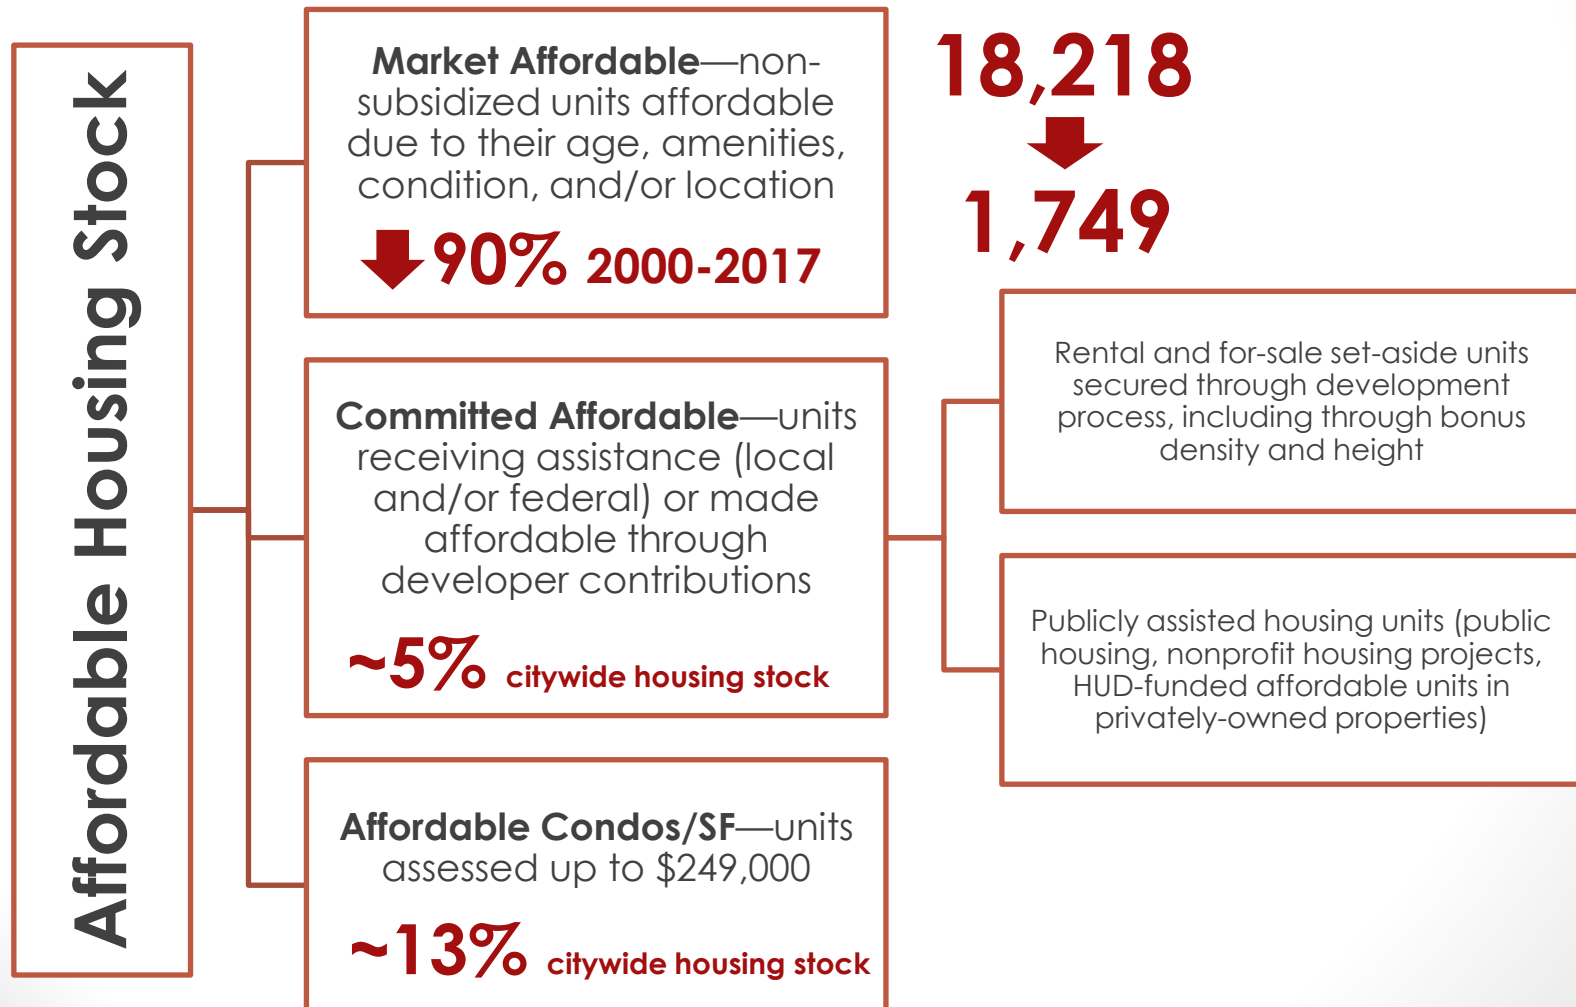 Affordable Housing Stock
Market Affordable—non-
subsidized units affordable
due to their age, amenities,
condition, and/or location
90% 2000-2017
18,218
1,749
Committed Affordable—units
receiving assistance (local
and/or federal) or made
affordable through
developer contributions
~5% citywide housing stock
Rental and for-sale set-aside units
secured through development
process, including through bonus
density and height
Publicly assisted housing units (public
housing, nonprofit housing projects,
HUD-funded affordable units in
privately-owned properties)
Affordable Condos/SF—units
assessed up to $249,000
~13% citywide housing stock